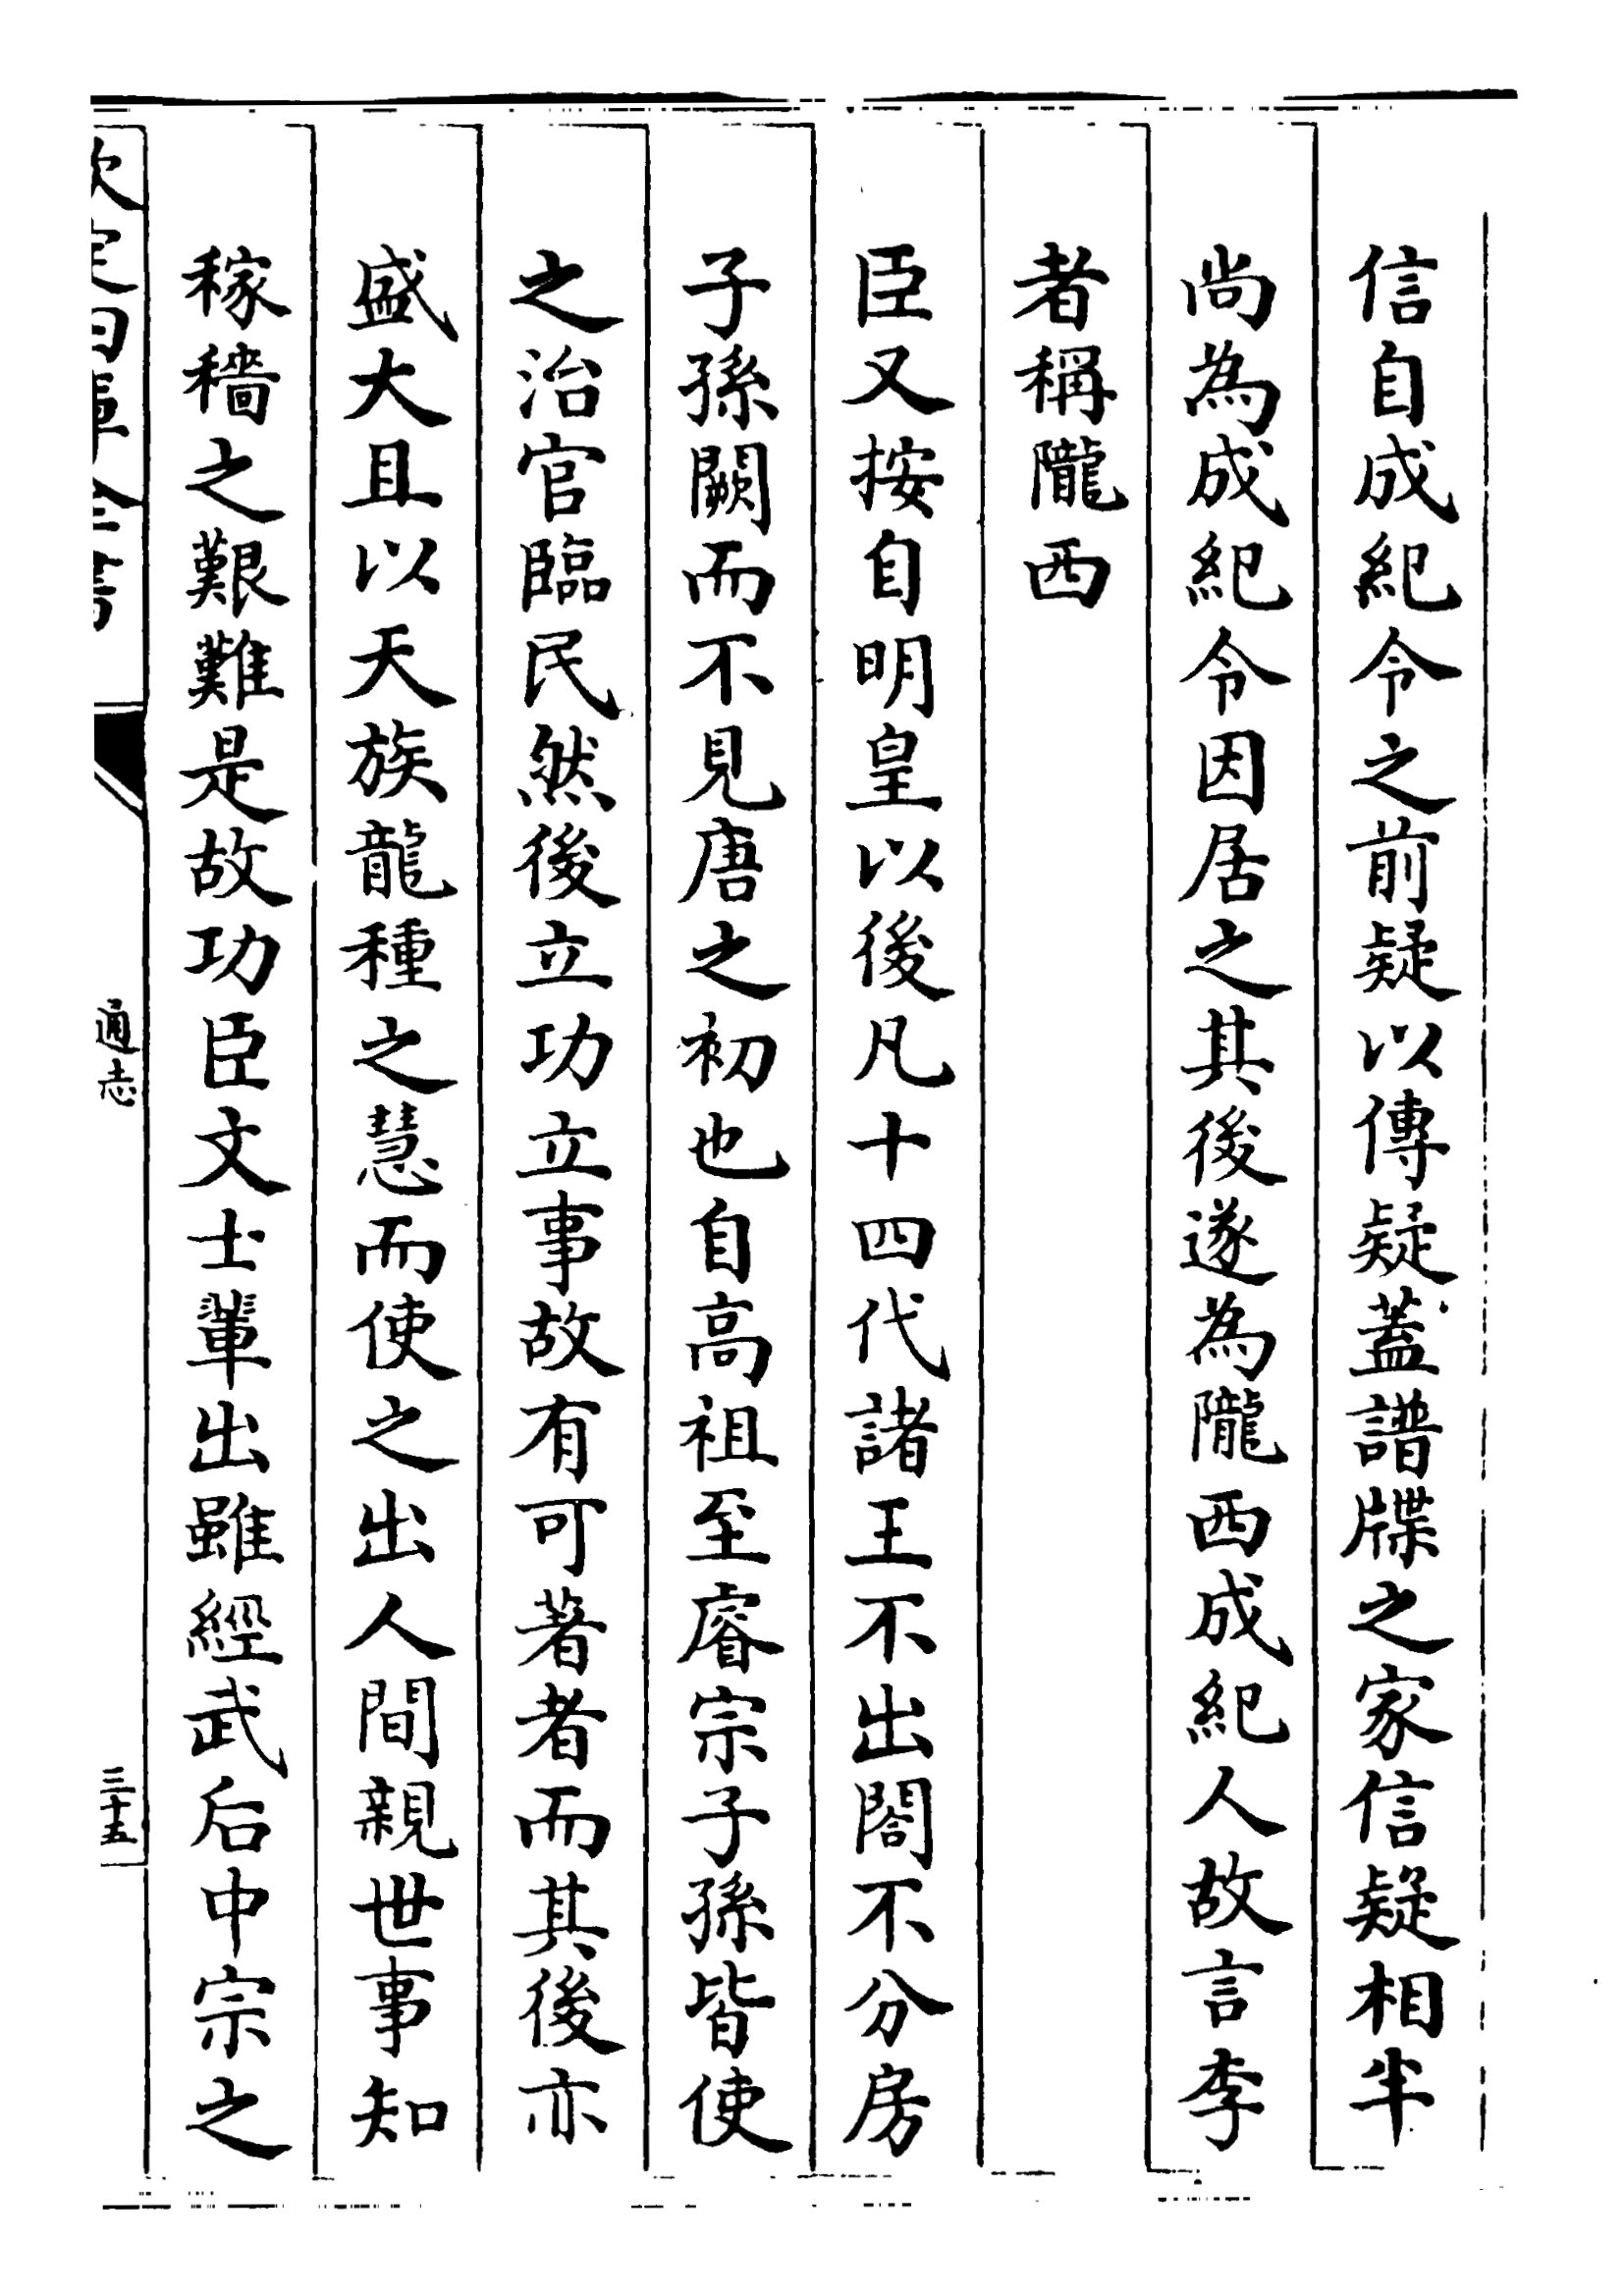 信自成紀令之前疑以傳疑蓋譜牒之家信疑相半
尚為成紀令因居之其後遂為隴西成紀人故言李
者稱隴西
臣又按自明皇以後凡十四代諸王不出閤不分房
子孫闕而不見唐之初也自高祖至睿宗子孫皆使
之治官臨民然後立功立事故有可著者而其後亦
盛大且以天族龍種之慧而使之出人間親世事知
稼穡之艱難是故功臣文士輩出雖經武后中宗之
欽定四庫全書
通志
三十五